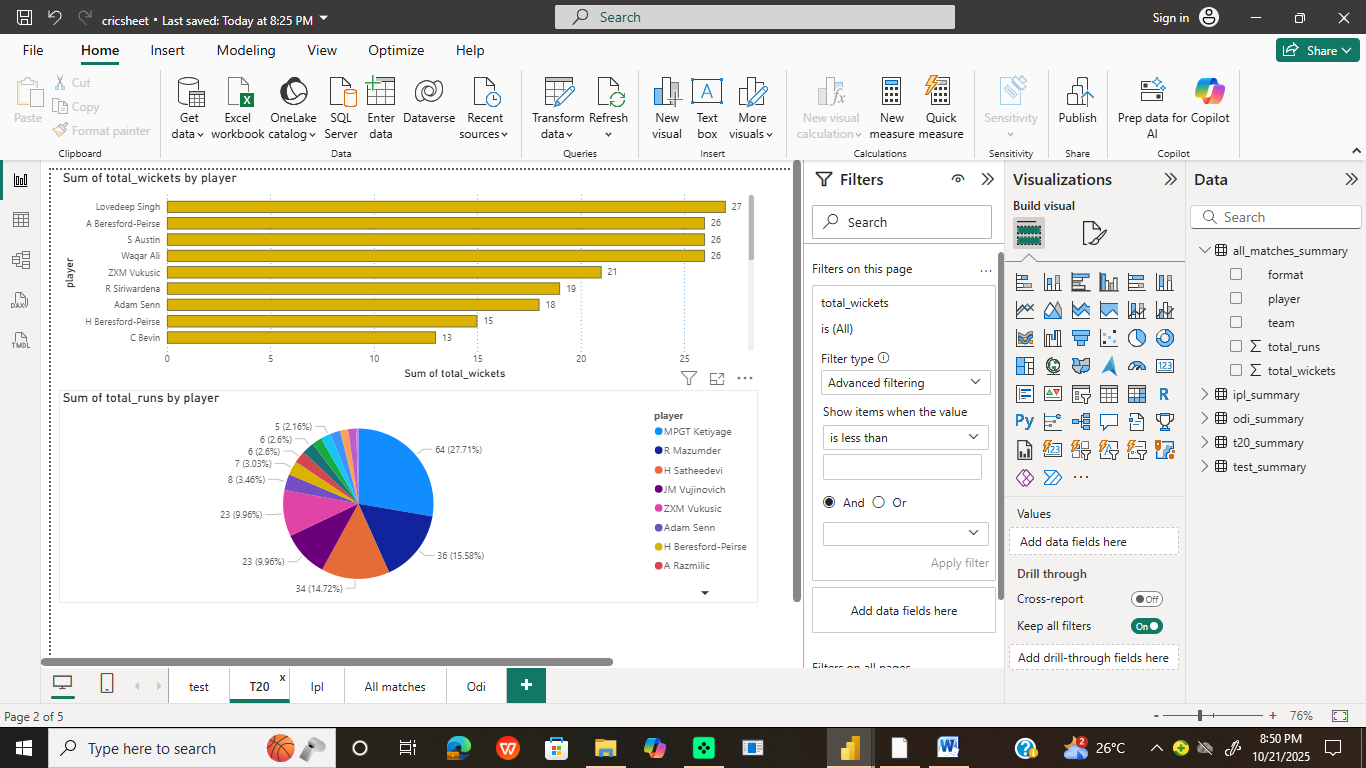 cricsheet • Last saved: Today at 8:25 PM
Search
Sign in
File Home Insert Modeling View Optimize Help
Share
Paste
Cut
Copy
Format painter
Clipboard
Get data
Excel workbook
OneLake catalog
SQL Server
Enter data
Dataverse
Recent sources
Data
Transform data
Refresh
Queries
New visual
Text box
More visuals
Insert
New visual calculation
New measure
Quick measure
Calculations
Sensitivity
Sensitivity
Publish
Share
Prep data for AI
Copilot
Copilot
Sum of total_wickets by player
player
Lovedeep Singh 27
A Beresford-Peirse 26
S Austin 26
Waqar Ali 26
ZXM Vukusic 21
R Siriwardena 19
Adam Senn 18
H Beresford-Peirse 15
C Bevin 13
0 5 10 15 20 25
Sum of total_wickets
Sum of total_runs by player
64 (27.71%)
36 (15.58%)
34 (14.72%)
23 (9.96%)
23 (9.96%)
8 (3.46%)
7 (3.03%)
6 (2.6%)
6 (2.6%)
5 (2.16%)
player
MPGT Ketiyage
R Mazumder
H Satheedevi
JM Vujinovich
ZXM Vukusic
Adam Senn
H Beresford-Peirse
A Razmilic
Filters
Search
Filters on this page
total_wickets
is (All)
Filter type
Advanced filtering
Show items when the value
is less than
And Or
Apply filter
Add data fields here
Filters on all pages
Visualizations
Build visual
Values
Add data fields here
Drill through
Cross-report Off
Keep all filters On
Add drill-through fields here
Data
Search
all_matches_summary
format
player
team
total_runs
total_wickets
ipl_summary
odi_summary
t20_summary
test_summary
test T20 Ipl All matches Odi
Page 2 of 5
76%
Type here to search
26°C
8:50 PM
10/21/2025